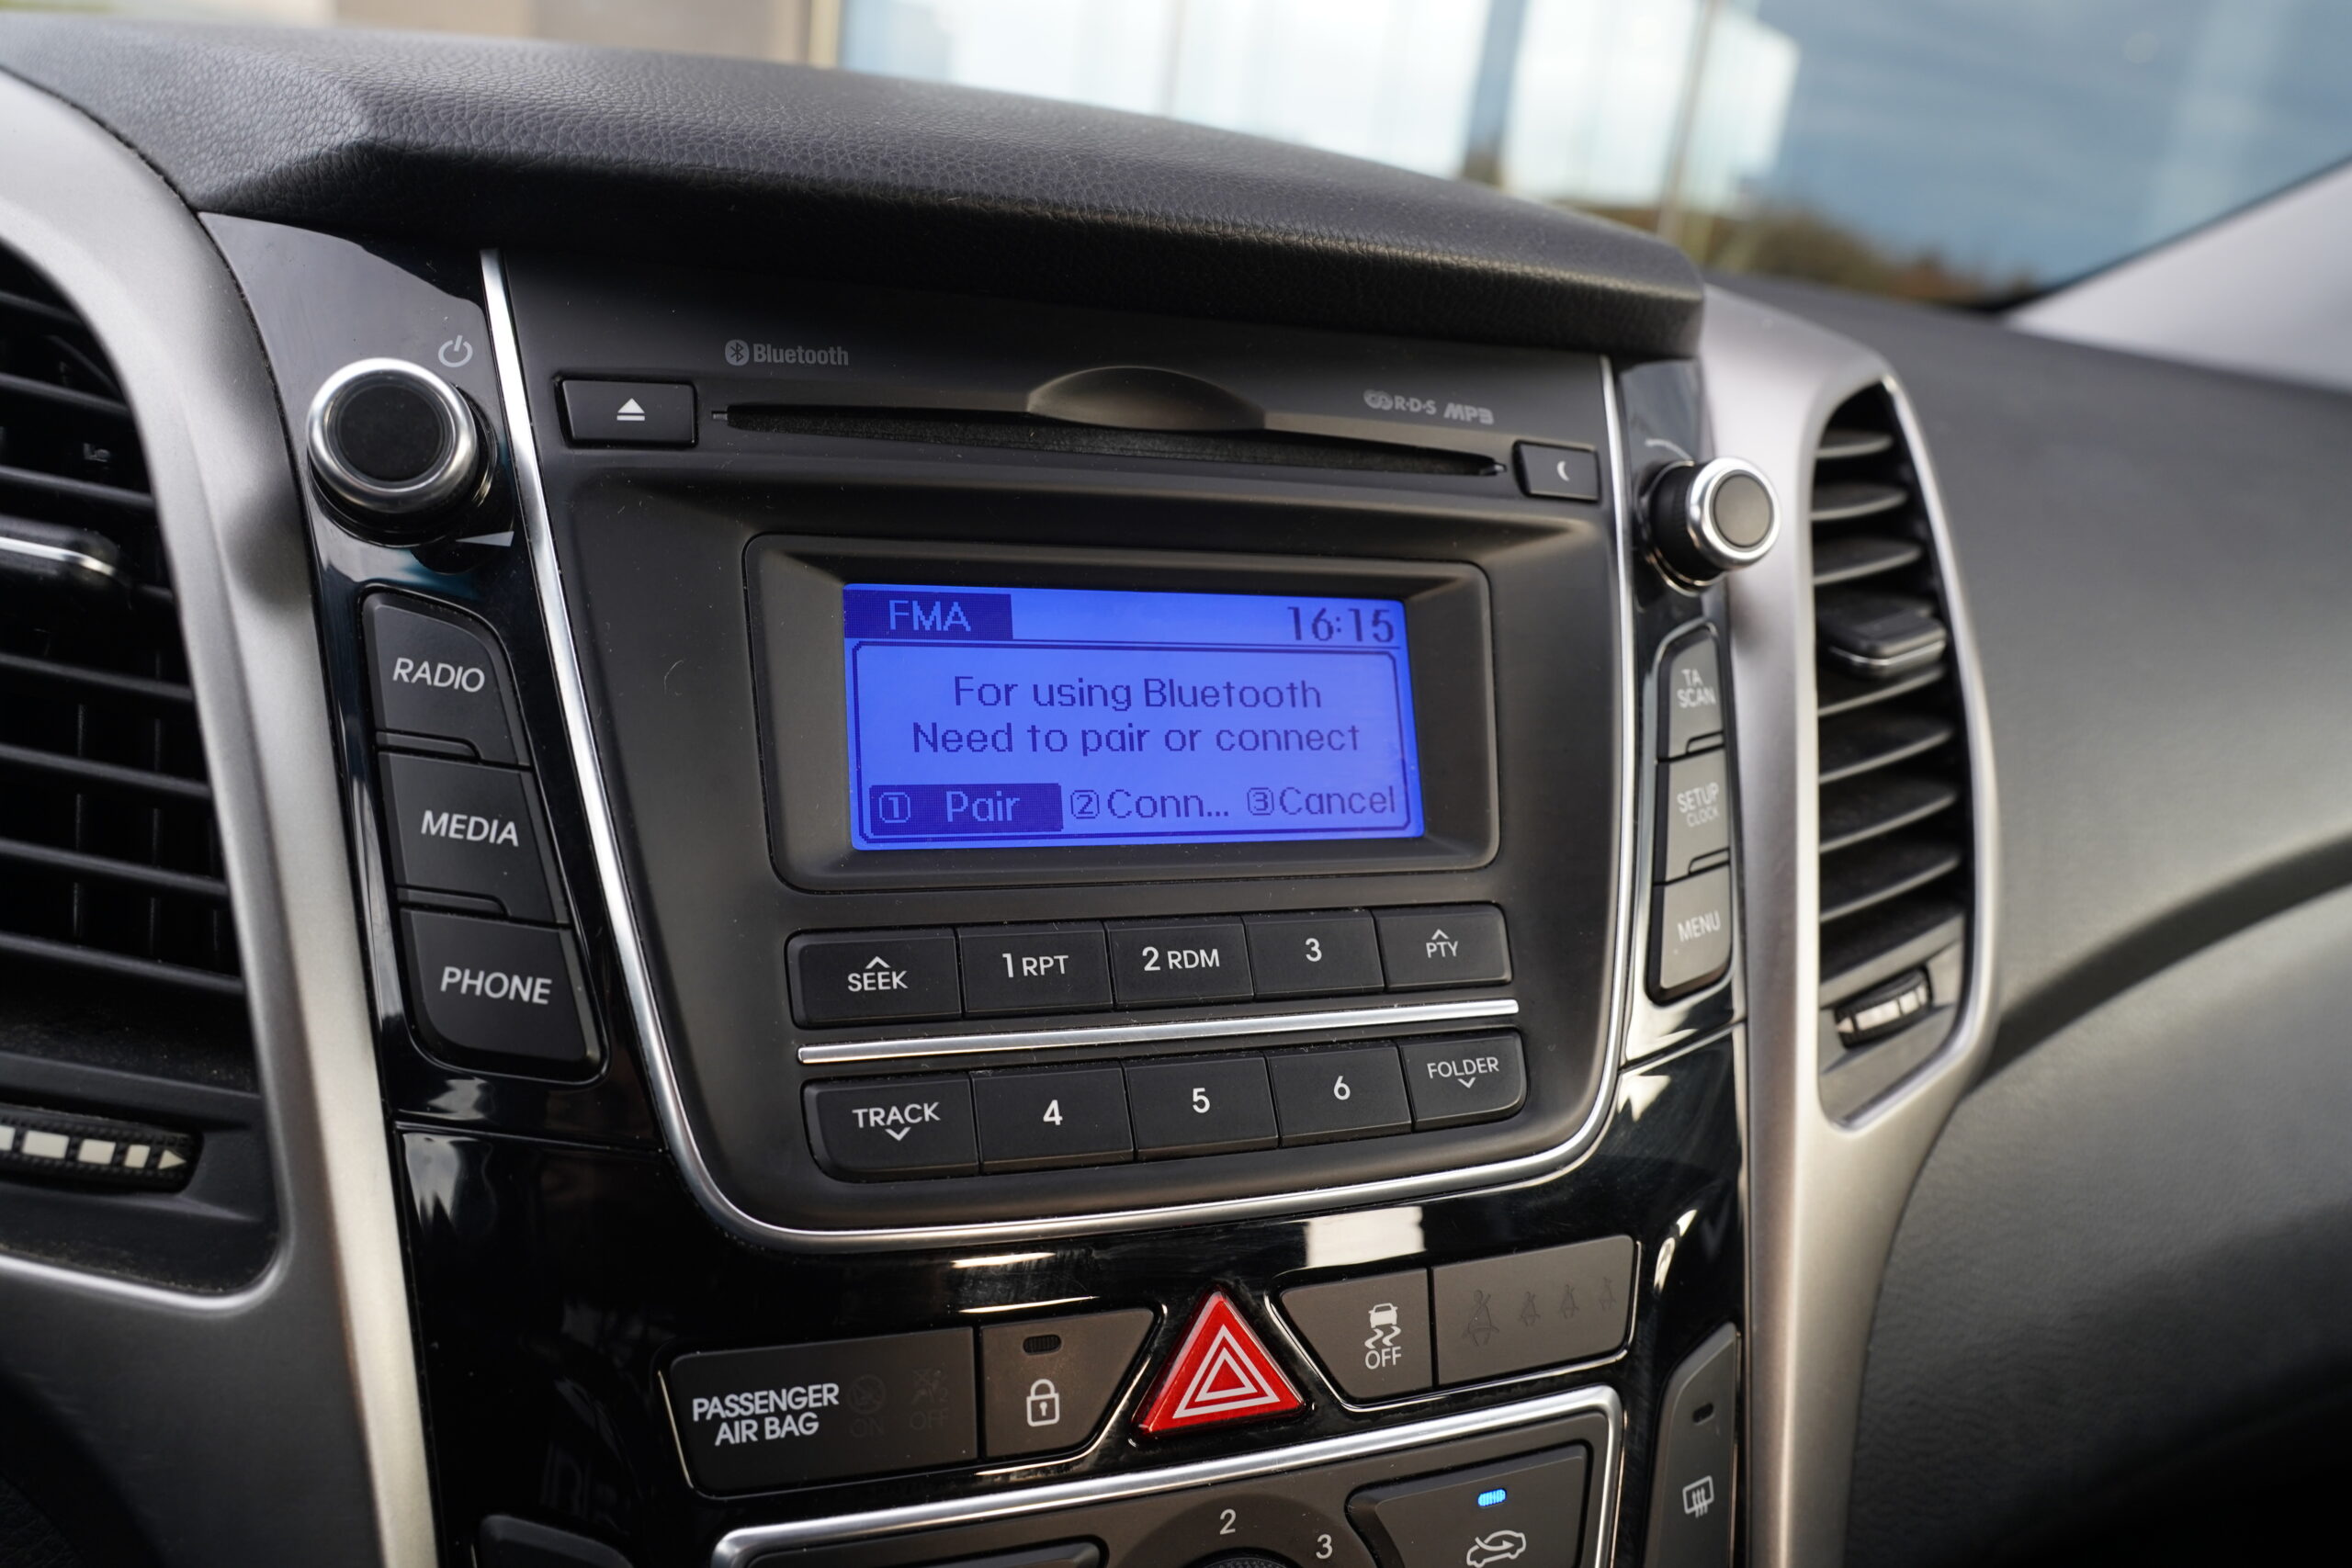 Bluetooth
R·D·S MP3
FMA 16:15
For using Bluetooth
Need to pair or connect
1 Pair 2 Conn... 3 Cancel
RADIO
MEDIA
PHONE
TA
SCAN
SETUP
CLOCK
MENU
SEEK 1 RPT 2 RDM 3 PTY
TRACK 4 5 6 FOLDER
PASSENGER
AIR BAG
ON OFF
OFF
2 3